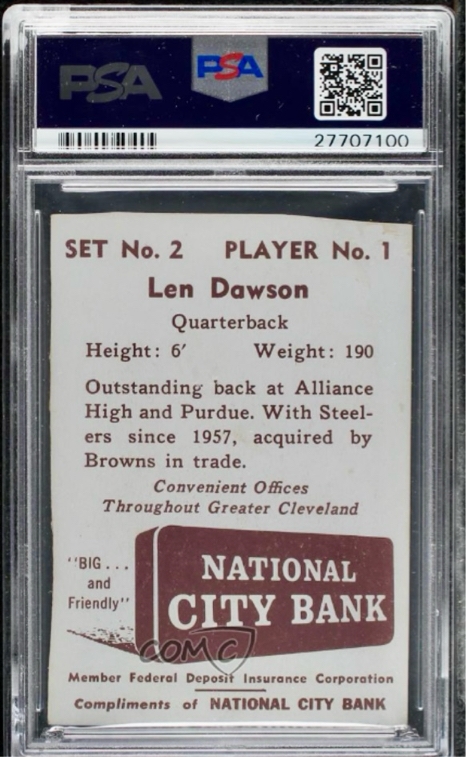 PSA PSA
27707100
SET No. 2 PLAYER No. 1
Len Dawson
Quarterback
Height: 6′ Weight: 190
Outstanding back at Alliance
High and Purdue. With Steel-
ers since 1957, acquired by
Browns in trade.
Convenient Offices
Throughout Greater Cleveland
"BIG...
and
Friendly"
NATIONAL
CITY BANK
COMC
Member Federal Deposit Insurance Corporation
Compliments of NATIONAL CITY BANK